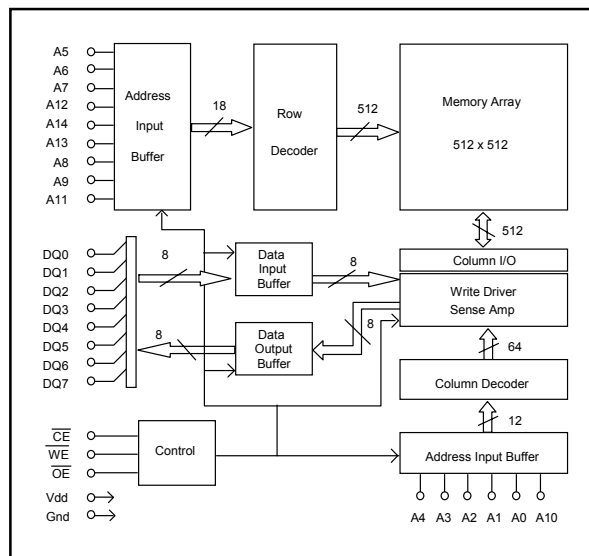 A5
A6
A7
A12
A14
A13
A8
A9
A11
Address
Input
Buffer
18
Row
Decoder
512
Memory Array
512 x 512
512
DQ0
DQ1
DQ2
DQ3
DQ4
DQ5
DQ6
DQ7
8
Data
Input
Buffer
8
Column I/O
Write Driver
Sense Amp
8
Data
Output
Buffer
8
64
Column Decoder
12
CE
WE
OE
Control
Address Input Buffer
Vdd
Gnd
A4 A3 A2 A1 A0 A10